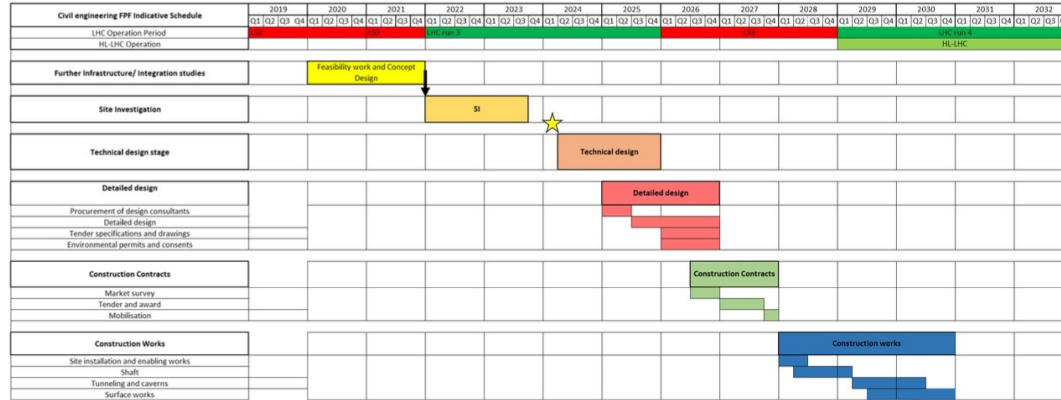 Civil engineering FPF Indicative Schedule 2019 2020 2021 2022 2023 2024 2025 2026 2027 2028 2029 2030 2031 2032
Q1 Q2 Q3 Q4 Q1 Q2 Q3 Q4 Q1 Q2 Q3 Q4 Q1 Q2 Q3 Q4 Q1 Q2 Q3 Q4 Q1 Q2 Q3 Q4 Q1 Q2 Q3 Q4 Q1 Q2 Q3 Q4 Q1 Q2 Q3 Q4 Q1 Q2 Q3 Q4 Q1 Q2 Q3 Q4 Q1 Q2 Q3 Q4 Q1 Q2 Q3 Q4 Q1 Q2 Q3
LHC Operation Period LS2 LS2 LHC run 3 LS3 LHC run 4
HL-LHC Operation HL-LHC
Further Infrastructure/ Integration studies Feasibility work and Concept
Design
Site Investigation SI
Technical design stage Technical design
Detailed design Detailed design
Procurement of design consultants
Detailed design
Tender specifications and drawings
Environmental permits and consents
Construction Contracts Construction Contracts
Market survey
Tender and award
Mobilisation
Construction Works Construction works
Site installation and enabling works
Shaft
Tunneling and caverns
Surface works